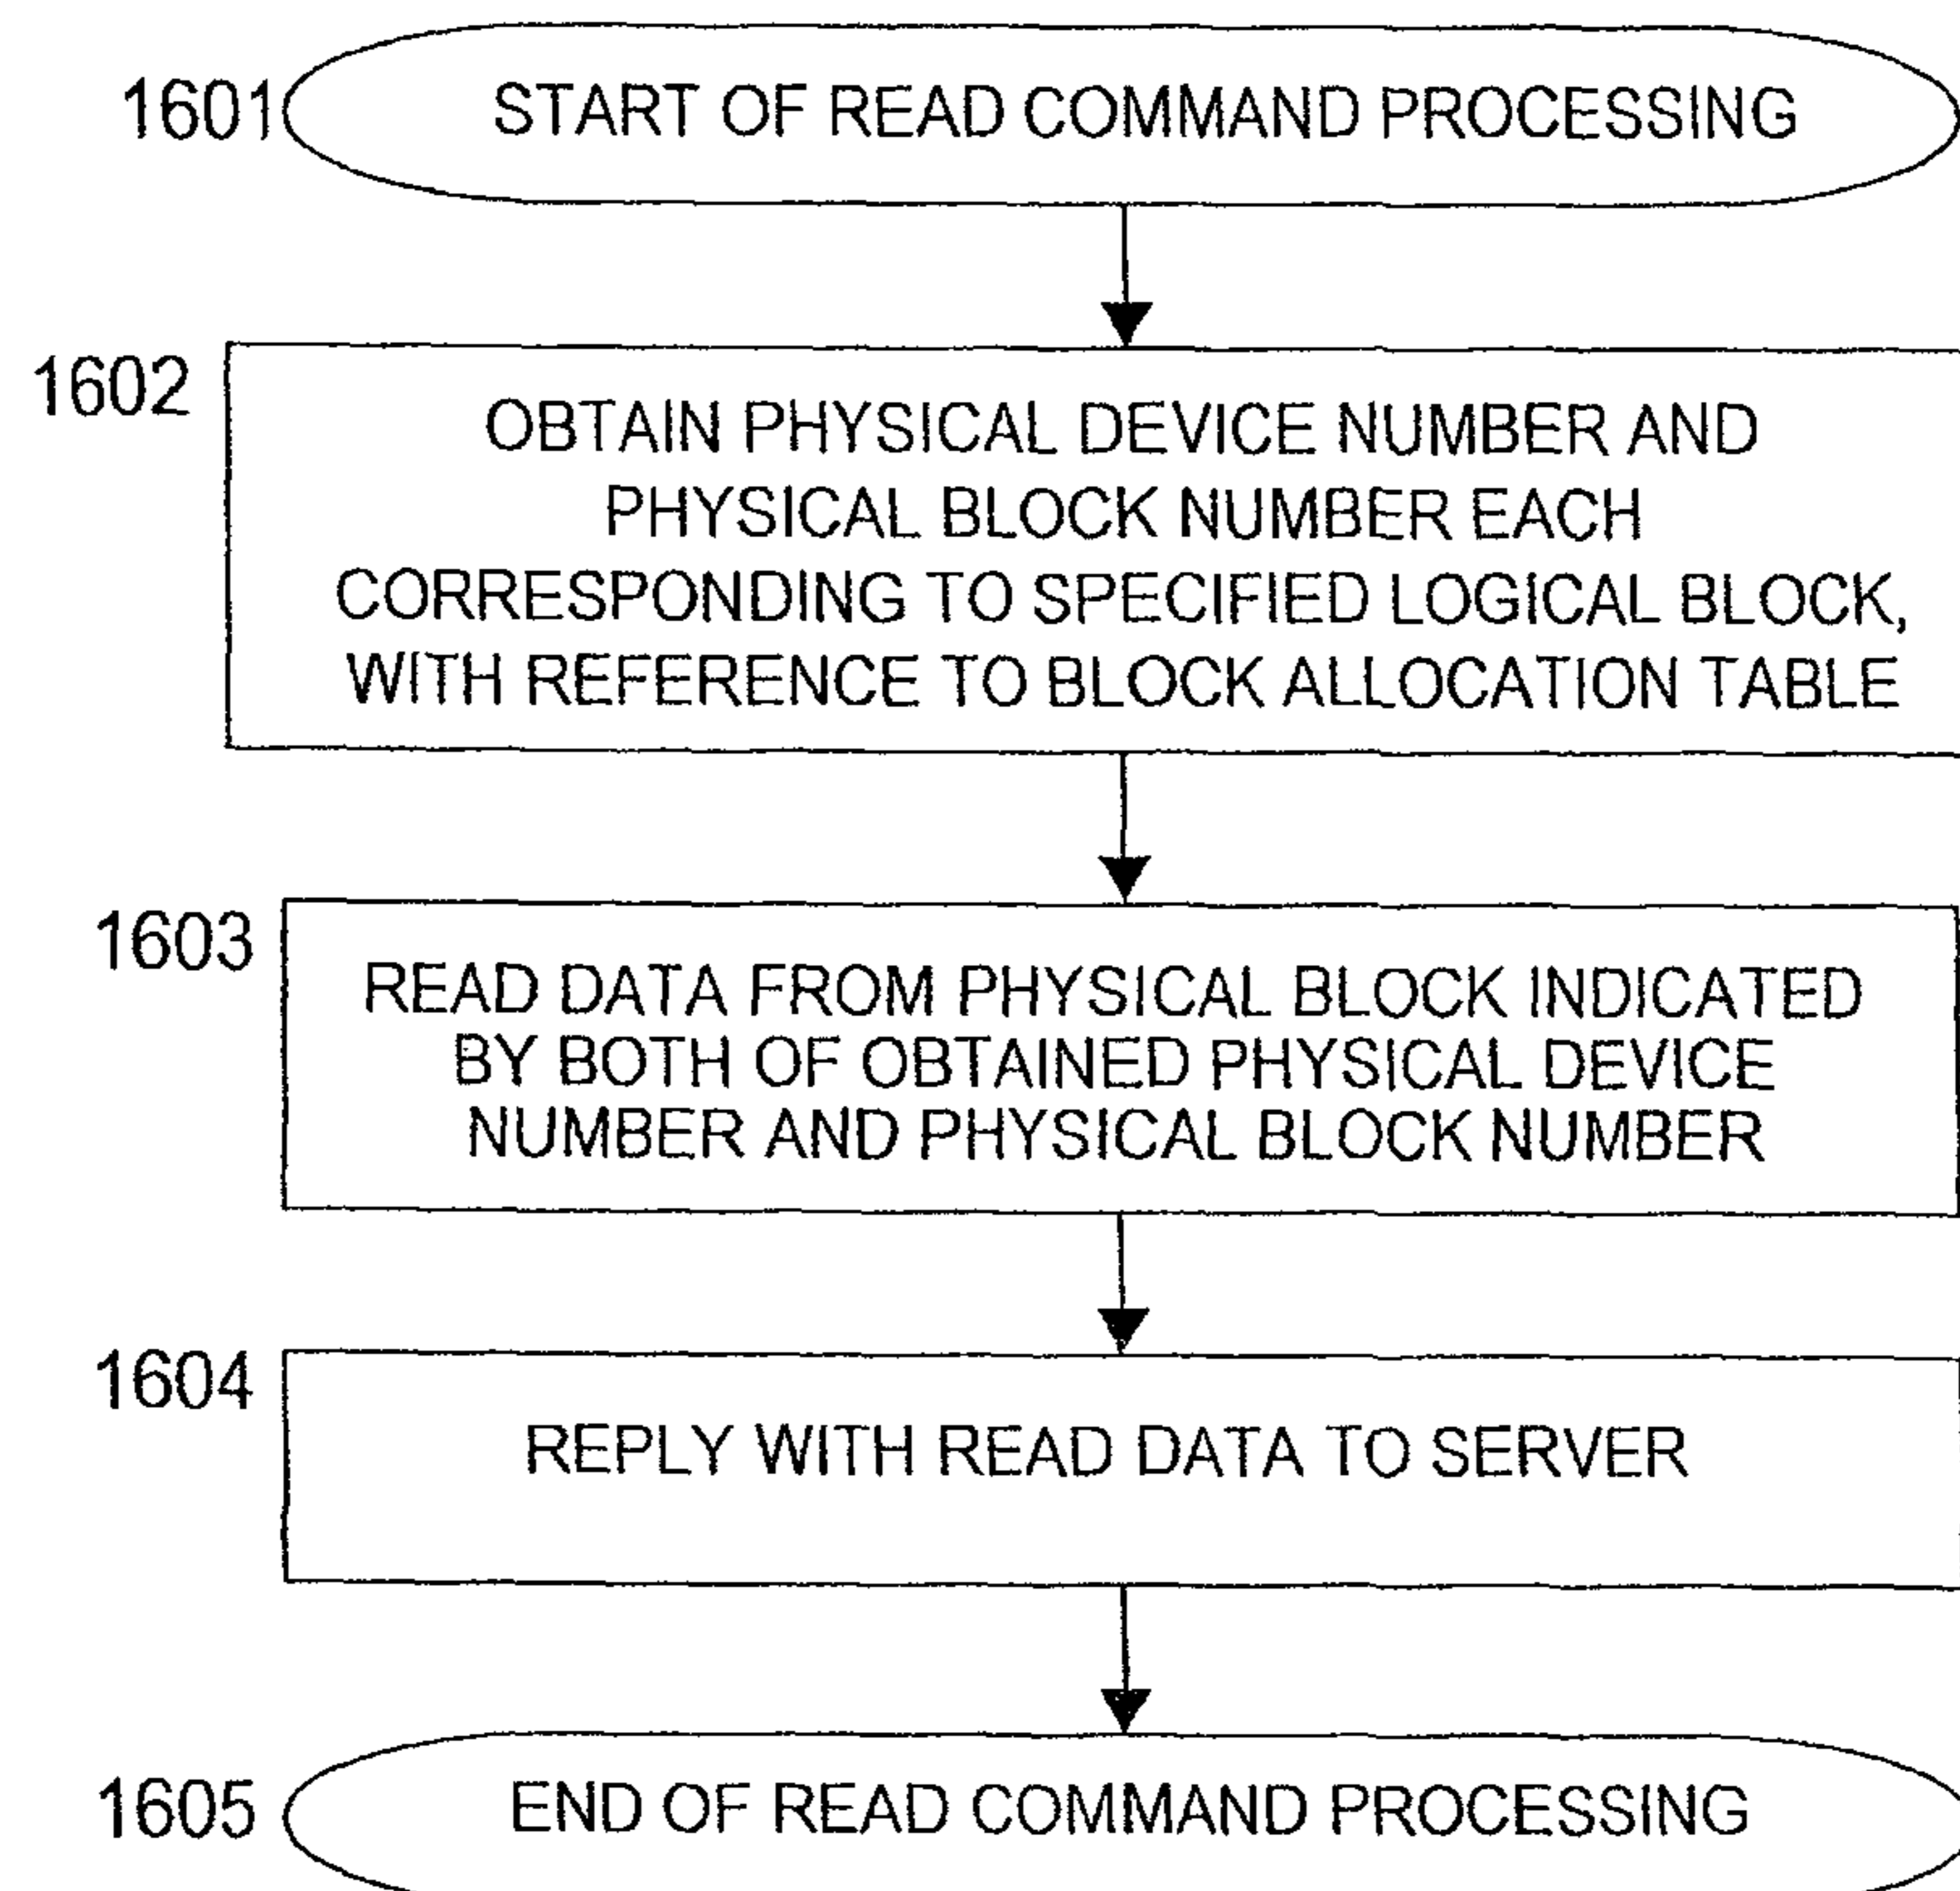 1601 START OF READ COMMAND PROCESSING
1602
OBTAIN PHYSICAL DEVICE NUMBER AND
PHYSICAL BLOCK NUMBER EACH
CORRESPONDING TO SPECIFIED LOGICAL BLOCK,
WITH REFERENCE TO BLOCK ALLOCATION TABLE
1603
READ DATA FROM PHYSICAL BLOCK INDICATED
BY BOTH OF OBTAINED PHYSICAL DEVICE
NUMBER AND PHYSICAL BLOCK NUMBER
1604
REPLY WITH READ DATA TO SERVER
1605 END OF READ COMMAND PROCESSING